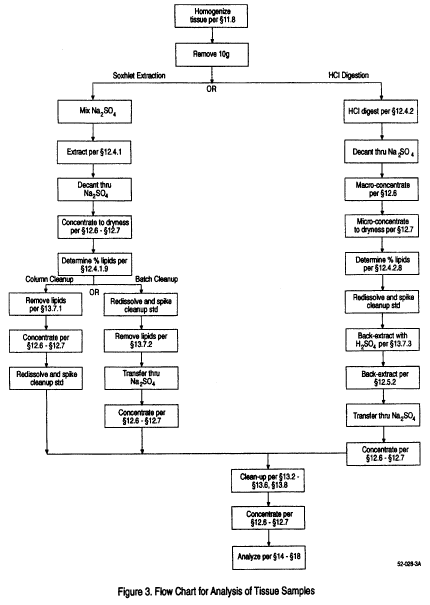 Homogenize
tissue per §11.8
Remove 10g
Soxhlet Extraction
HCl Digestion
OR
Mix Na2SO4
Extract per §12.4.1
Decant thru
Na2SO4
Concentrate to dryness
per §12.6 - §12.7
Determine % lipids per
§12.4.1.9
Column Cleanup
Batch Cleanup
OR
Remove lipids
per §13.7.1
Concentrate per
§12.6 - §12.7
Redissolve and spike
cleanup std
Redissolve and spike
cleanup std
Remove lipids per
§13.7.2
Transfer thru
Na2SO4
Concentrate per
§12.6 - §12.7
HCl digest per §12.4.2
Decant thru Na2SO4
Macro-concentrate
per §12.6
Micro-concentrate
to dryness per §12.7
Determine % lipids
per §12.4.2.8
Redissolve and spike
cleanup std
Back-extract with
H2SO4 per §13.7.3
Back-extract per
§12.5.2
Transfer thru Na2SO4
Concentrate per
§12.6 - §12.7
Clean-up per §13.2 -
§13.6, §13.8
Concentrate per
§12.6 - §12.7
Analyze per §14 - §18
52-026-3A
Figure 3. Flow Chart for Analysis of Tissue Samples